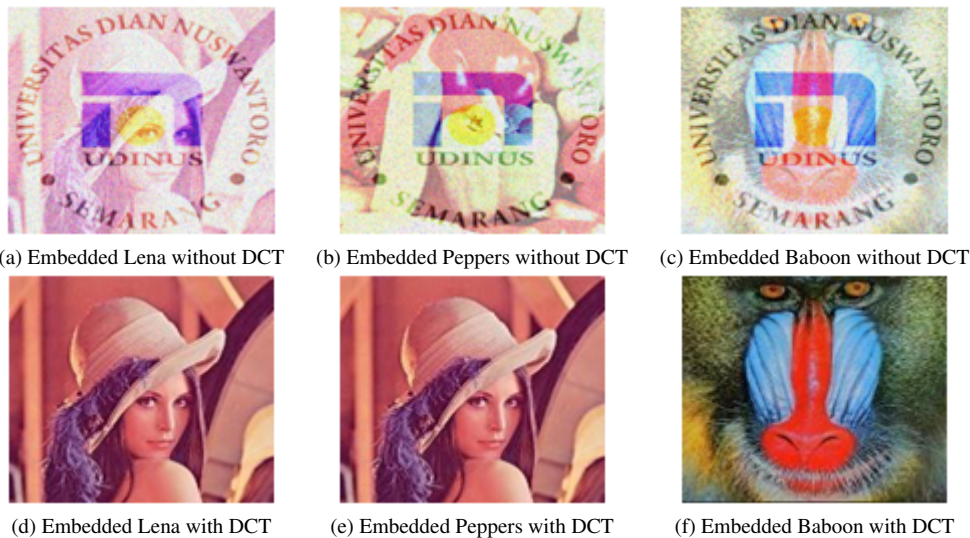 UNIVERSITAS DIAN NUSWANTORO
UDINUS
SEMARANG
UNIVERSITAS DIAN NUSWANTORO
UDINUS
SEMARANG
UNIVERSITAS DIAN NUSWANTORO
UDINUS
SEMARANG
(a) Embedded Lena without DCT
(b) Embedded Peppers without DCT
(c) Embedded Baboon without DCT
(d) Embedded Lena with DCT
(e) Embedded Peppers with DCT
(f) Embedded Baboon with DCT